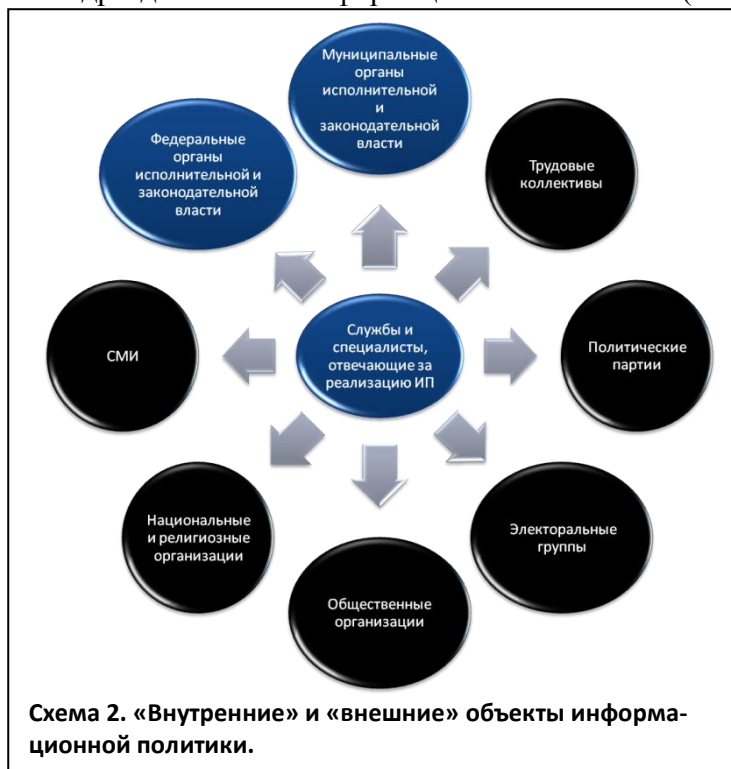 Муниципальные
органы
исполнительной
и
законодательной
власти
Федеральные
органы
исполнительной и
законодательной
власти
Трудовые
коллективы
СМИ
Службы и
специалисты,
отвечающие за
реализацию ИП
Политические
партии
Национальные
и религиозные
организации
Электоральные
группы
Общественные
организации
Схема 2. «Внутренние» и «внешние» объекты информа-
ционной политики.